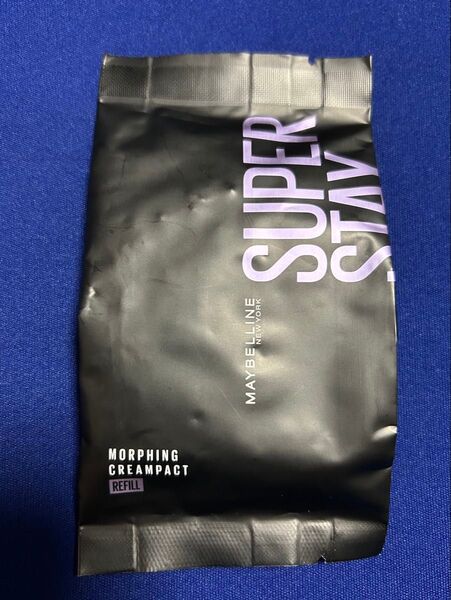 SUPER
STAY
MAYBELLINE
NEW YORK
MORPHING
CREAMPACT
REFILL